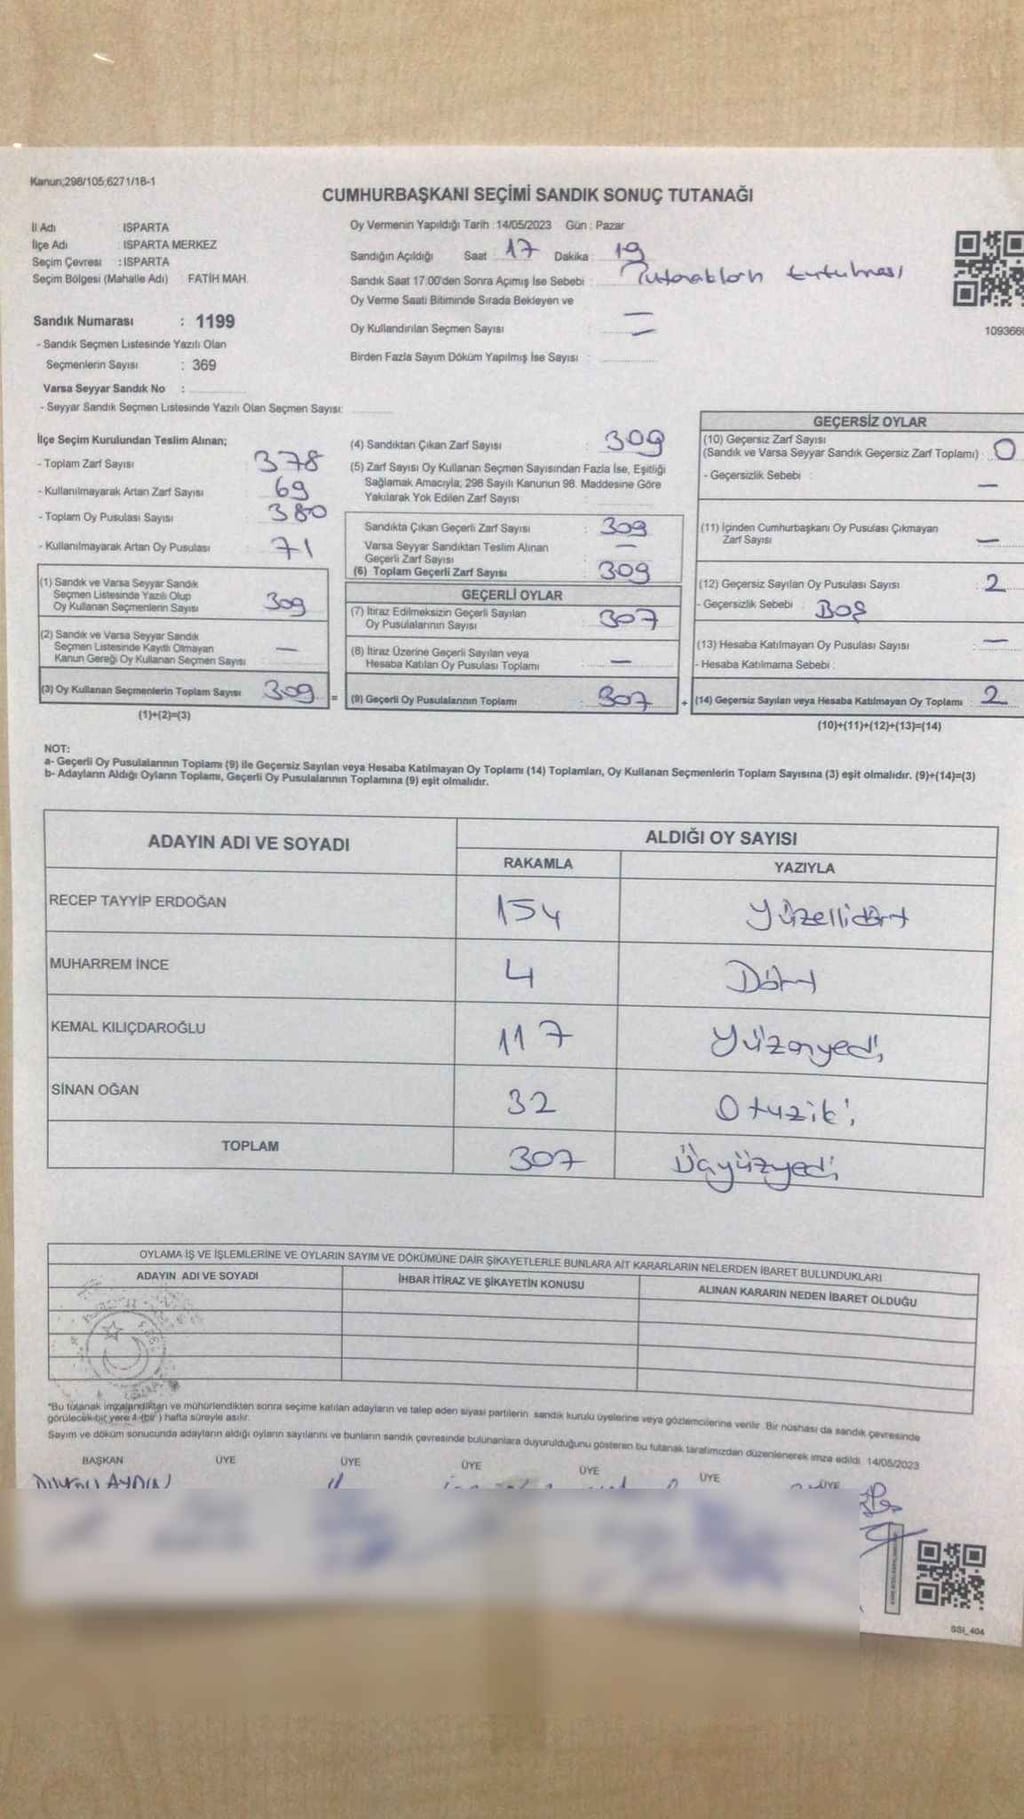 Kanun;298/105;6271/18-1
CUMHURBAŞKANI SEÇİMİ SANDIK SONUÇ TUTANAĞI
İl Adı ISPARTA
İlçe Adı : ISPARTA MERKEZ
Seçim Çevresi : ISPARTA
Seçim Bölgesi (Mahalle Adı) FATİH MAH.
Sandık Numarası : 1199
- Sandık Seçmen Listesinde Yazılı Olan
Seçmenlerin Sayısı : 369
Varsa Seyyar Sandık No :
- Seyyar Sandık Seçmen Listesinde Yazılı Olan Seçmen Sayısı:
Oy Vermenin Yapıldığı Tarih :14/05/2023 Gün : Pazar
Sandığın Açıldığı Saat 17 Dakika 19
Sandık Saat 17:00'den Sonra Açımış İse Sebebi : tutulması
Oy Verme Saati Bitiminde Sırada Bekleyen ve
Oy Kullandırılan Seçmen Sayısı
Birden Fazla Sayım Döküm Yapılmış İse Sayısı :
109366
İlçe Seçim Kurulundan Teslim Alınan;
- Toplam Zarf Sayısı 378
- Kullanılmayarak Artan Zarf Sayısı 69
- Toplam Oy Pusulası Sayısı 380
- Kullanılmayarak Artan Oy Pusulası 71
(1) Sandık ve Varsa Seyyar Sandık
Seçmen Listesinde Yazılı Olup
Oy Kullanan Seçmenlerin Sayısı 309
(2) Sandık ve Varsa Seyyar Sandık
Seçmen Listesinde Kayıtlı Olmayan
Kanun Gereği Oy Kullanan Seçmen Sayısı —
(3) Oy Kullanan Seçmenlerin Toplam Sayısı 309 =
(1)+(2)=(3)
(4) Sandıktan Çıkan Zarf Sayısı : 309
(5) Zarf Sayısı Oy Kullanan Seçmen Sayısından Fazla İse, Eşitliği
Sağlamak Amacıyla; 298 Sayılı Kanunun 98. Maddesine Göre
Yakılarak Yok Edilen Zarf Sayısı :
Sandıkta Çıkan Geçerli Zarf Sayısı : 309
Varsa Seyyar Sandıktan Teslim Alınan
Geçerli Zarf Sayısı —
(6) Toplam Geçerli Zarf Sayısı 309
GEÇERLİ OYLAR
(7) İtiraz Edilmeksizin Geçerli Sayılan
Oy Pusulalarının Sayısı 307
(8) İtiraz Üzerine Geçerli Sayılan veya
Hesaba Katılan Oy Pusulası Toplamı : —
(9) Geçerli Oy Pusulalarının Toplamı : 307 +
GEÇERSİZ OYLAR
(10) Geçersiz Zarf Sayısı
(Sandık ve Varsa Seyyar Sandık Geçersiz Zarf Toplamı) : 0
- Geçersizlik Sebebi : —
(11) İçinden Cumhurbaşkanı Oy Pusulası Çıkmayan
Zarf Sayısı —
(12) Geçersiz Sayılan Oy Pusulası Sayısı : 2
- Geçersizlik Sebebi : BOŞ
(13) Hesaba Katılmayan Oy Pusulası Sayısı : —
- Hesaba Katılmama Sebebi :
(14) Geçersiz Sayılan veya Hesaba Katılmayan Oy Toplamı : 2
(10)+(11)+(12)+(13)=(14)
NOT:
a- Geçerli Oy Pusulalarının Toplamı (9) ile Geçersiz Sayılan veya Hesaba Katılmayan Oy Toplamı (14) Toplamları, Oy Kullanan Seçmenlerin Toplam Sayısına (3) eşit olmalıdır. (9)+(14)=(3)
b- Adayların Aldığı Oyların Toplamı, Geçerli Oy Pusulalarının Toplamına (9) eşit olmalıdır.
ADAYIN ADI VE SOYADI ALDIĞI OY SAYISI
RAKAMLA YAZIYLA
RECEP TAYYİP ERDOĞAN 154 Yüzellidört
MUHARREM İNCE 4 Dört
KEMAL KILIÇDAROĞLU 117 Yüzonyedi
SİNAN OĞAN 32 Otuziki
TOPLAM 307 Üçyüzyedi
OYLAMA İŞ VE İŞLEMLERİNE VE OYLARIN SAYIM VE DÖKÜMÜNE DAİR ŞİKAYETLERLE BUNLARA AİT KARARLARIN NELERDEN İBARET BULUNDUKLARI
ADAYIN ADI VE SOYADI İHBAR İTİRAZ VE ŞİKAYETİN KONUSU ALINAN KARARIN NEDEN İBARET OLDUĞU
"Bu tutanak imzalandıktan ve mühürlendikten sonra seçime katılan adayların ve talep eden siyasi partilerin sandık kurulu üyelerine veya gözlemcilerine verilir. Bir nüshası da sandık çevresinde
görülecek bir yere 1 (bir) hafta süreyle asılır.
Sayım ve döküm sonucunda adayların aldığı oyların sayılarını ve bunların sandık çevresinde bulunanlara duyurulduğunu gösteren bu tutanak tarafımızdan düzenlenerek imza edildi. 14/05/2023
BAŞKAN ÜYE ÜYE ÜYE ÜYE ÜYE ÜYE
AYDIN
SSI_404